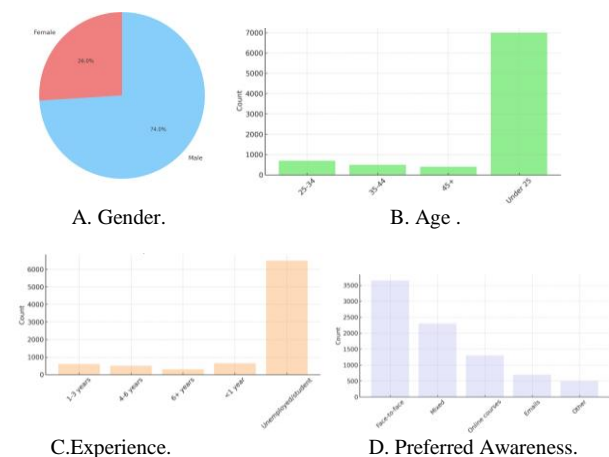 Female
26.0%
74.0%
Male
A. Gender.
7000
6000
5000
4000
3000
2000
1000
0
Count
25-34
35-44
45+
Under 25
B. Age .
6000
5000
4000
3000
2000
1000
0
Count
1-3 years
4-6 years
6+ years
<1 year
Unemployed/student
C.Experience.
3500
3000
2500
2000
1500
1000
500
0
Count
Face-to-face
Mixed
Online courses
Emails
Other
D. Preferred Awareness.